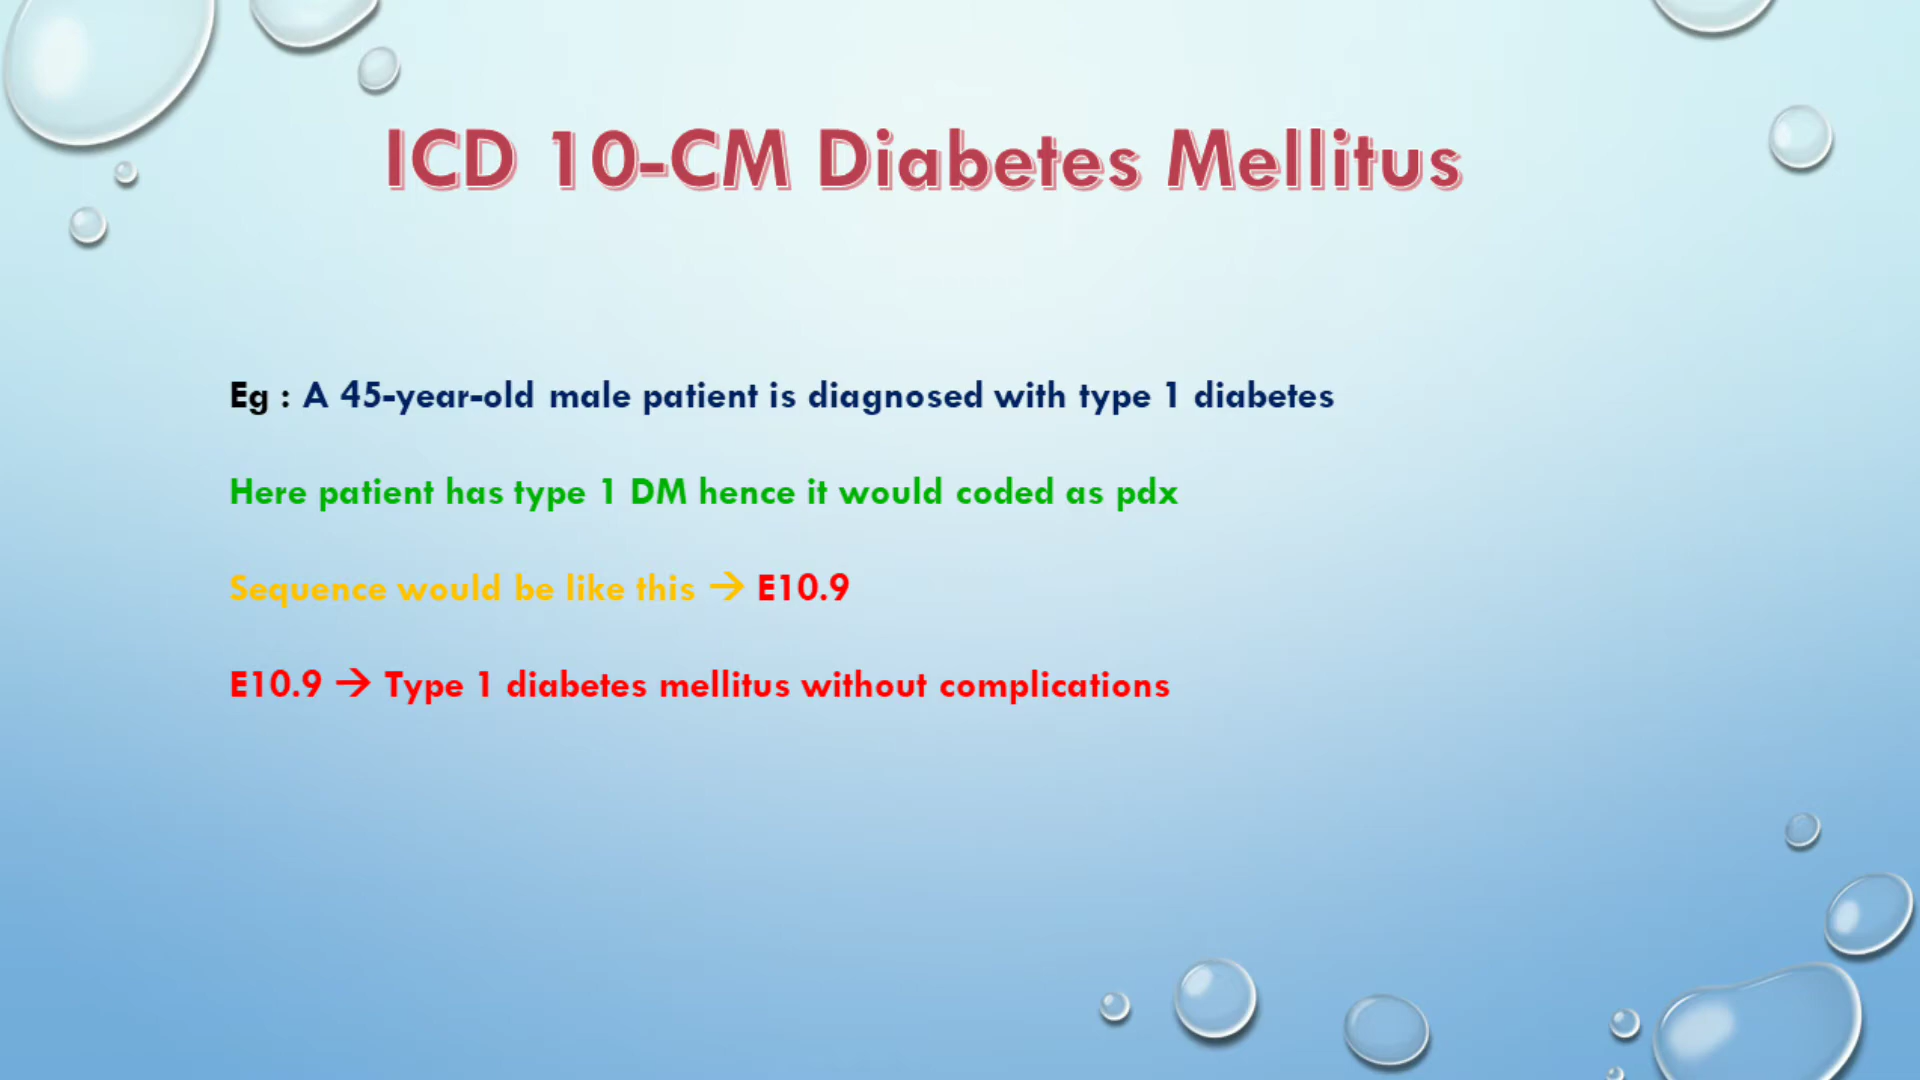 ICD 10-CM Diabetes Mellitus
Eg : A 45-year-old male patient is diagnosed with type 1 diabetes
Here patient has type 1 DM hence it would coded as pdx
Sequence would be like this → E10.9
E10.9 → Type 1 diabetes mellitus without complications